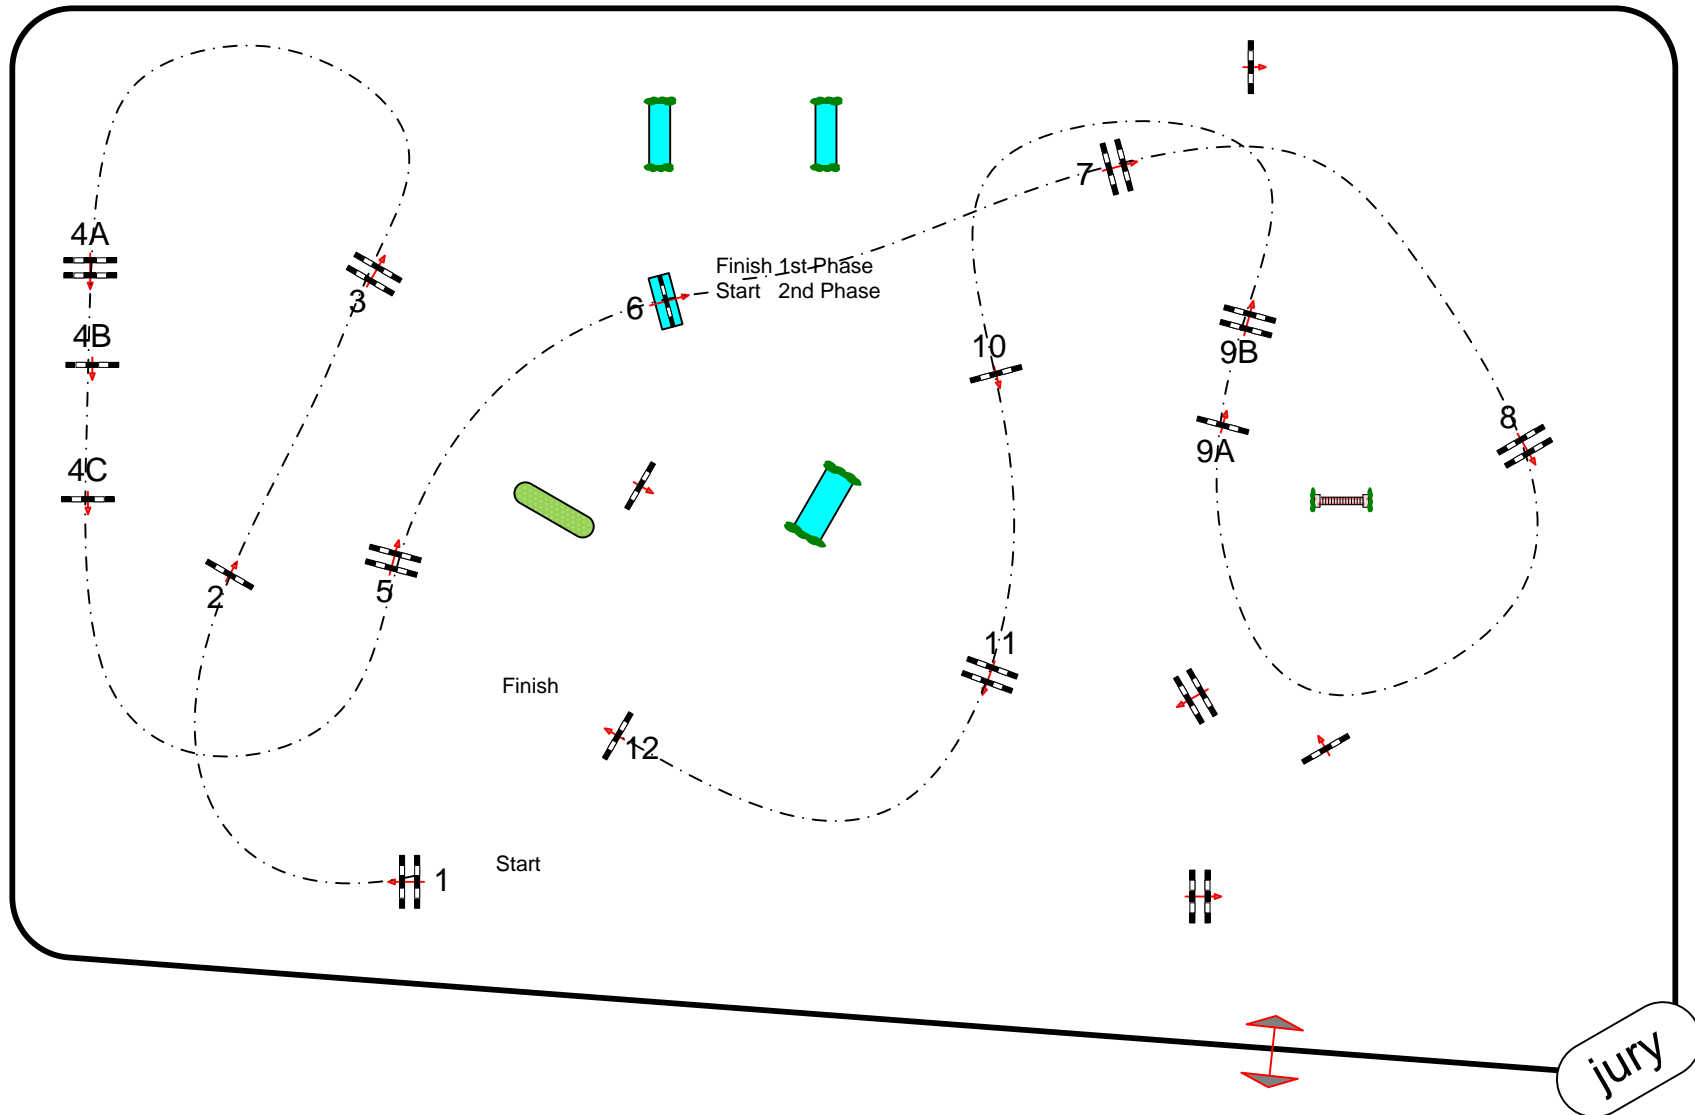 7
4A
Finish 1st Phase
Start 2nd Phase
3
6
4B
10
9B
8
9A
4C
5
2
11
Finish
12
1
Start
jury